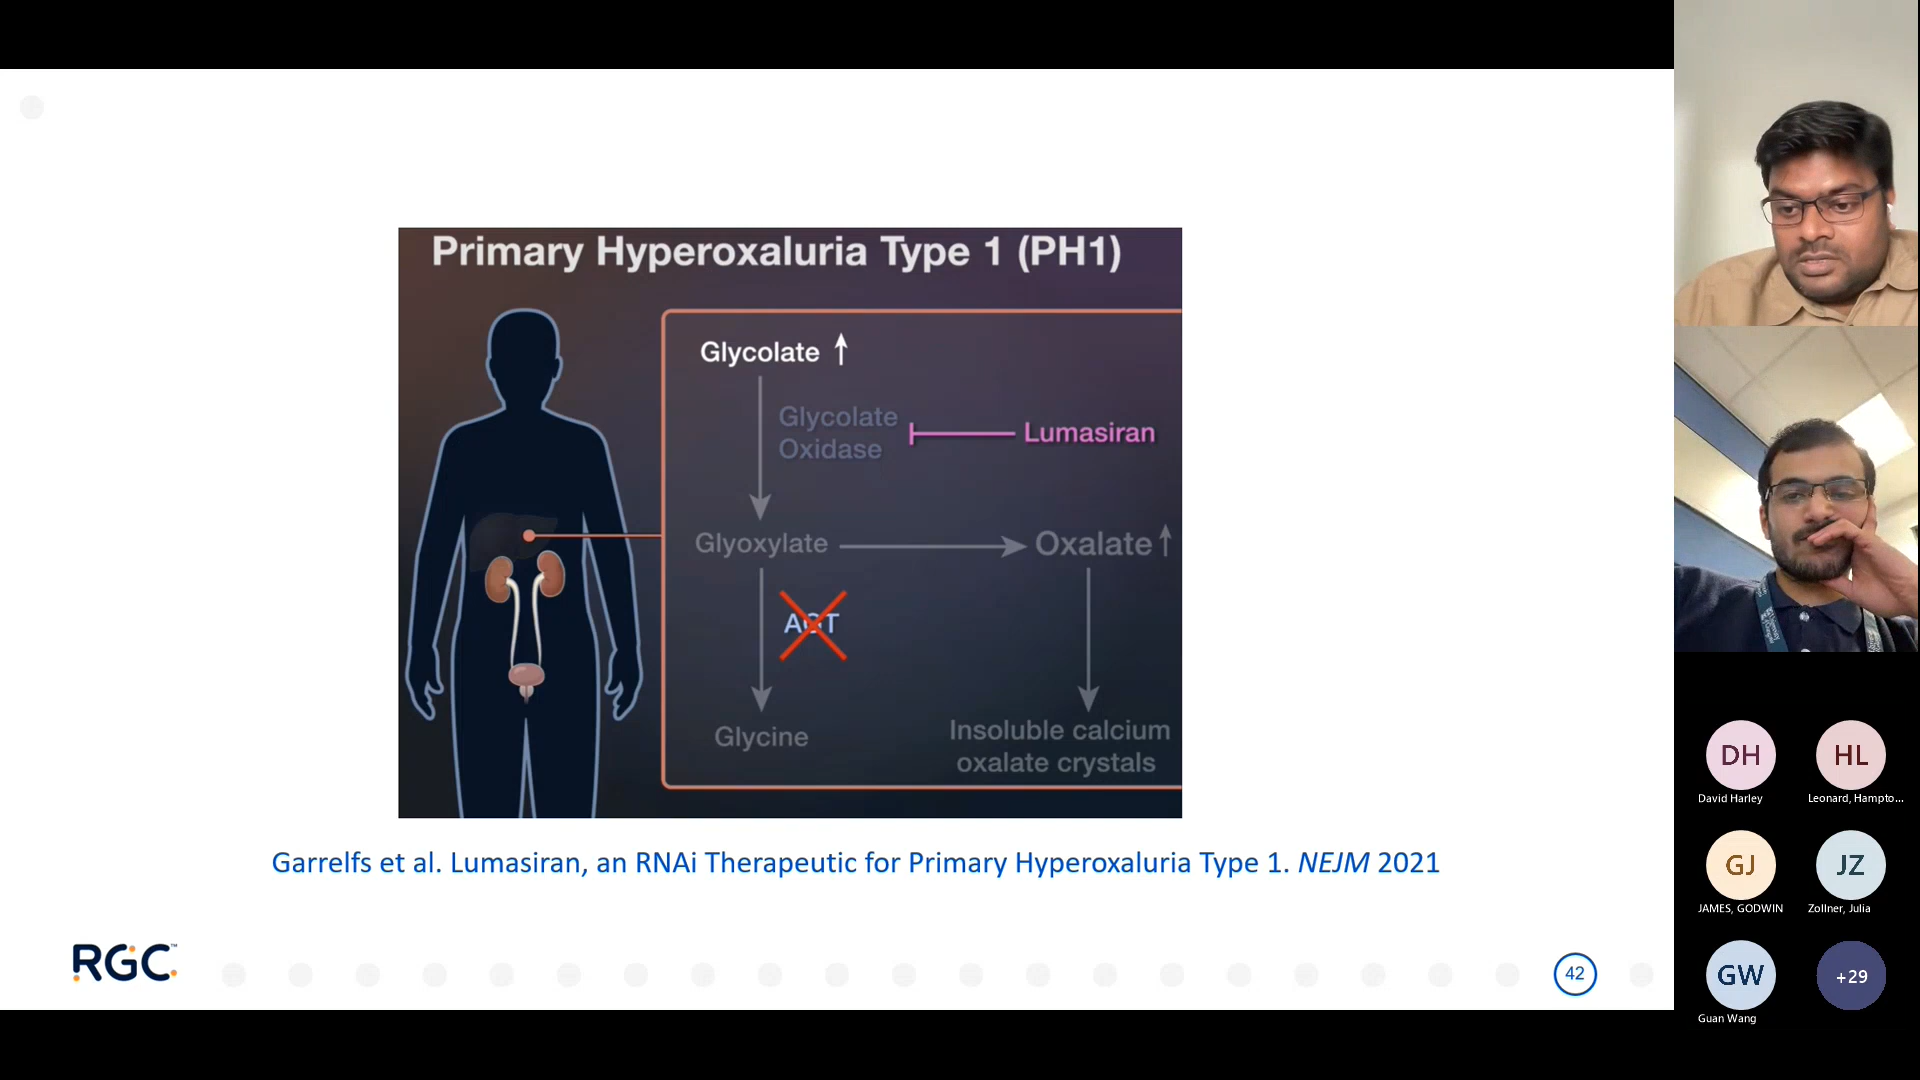 Primary Hyperoxaluria Type 1 (PH1)
Glycolate ↑
Glycolate
Oxidase
Lumasiran
Glyoxylate
Oxalate ↑
AGT
Glycine
Insoluble calcium
oxalate crystals
Garrelfs et al. Lumasiran, an RNAi Therapeutic for Primary Hyperoxaluria Type 1. NEJM 2021
RGC™
42
DH
HL
David Harley
Leonard, Hampto...
GJ
JZ
JAMES, GODWIN
Zollner, Julia
GW
+29
Guan Wang